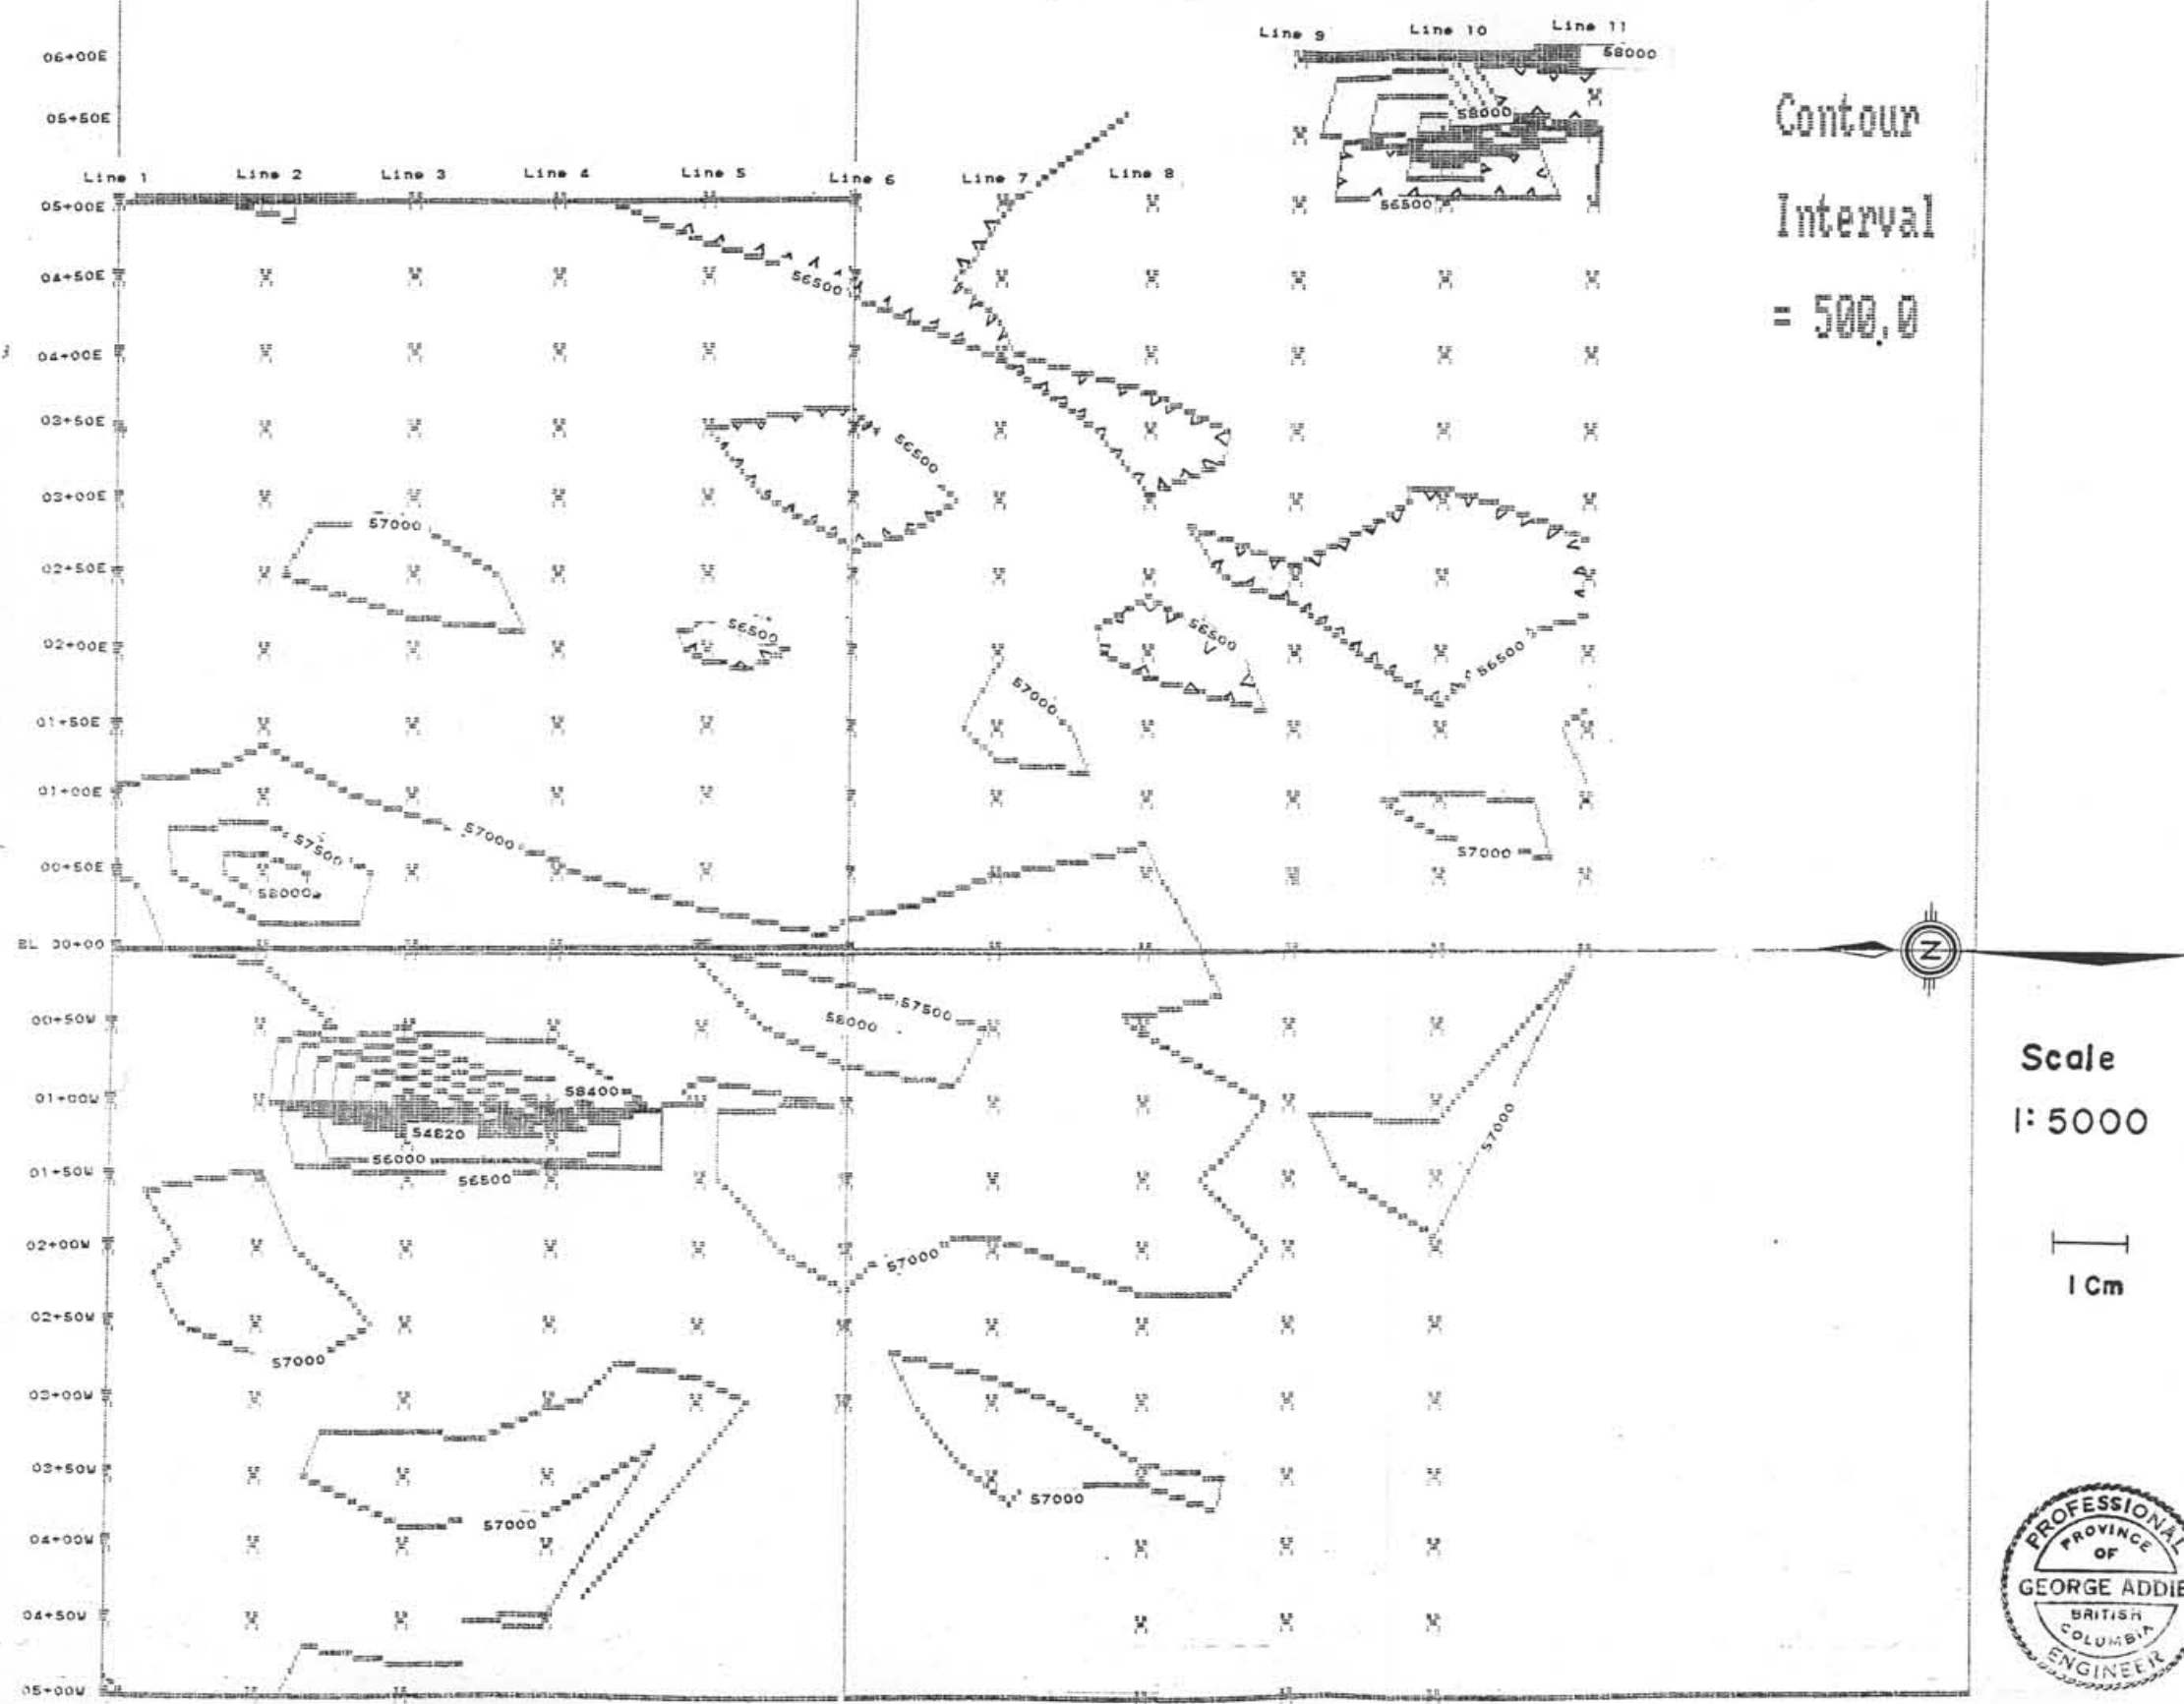 Line 9
Line 10
Line 11
06+00E
58000
05+50E
58000
Contour
Line 1
Line 2
Line 3
Line 4
Line 5
Line 6
Line 7
Line 8
05+00E
56500
Interval
04+50E
56500
= 500.0
04+00E
03+50E
56500
03+00E
57000
02+50E
56500
56500
02+00E
56500
57000
01+50E
01+00E
57000
57500
57000
00+50E
58000
BL 00+00
Z
57500
58000
00+50W
Scale
58400
01+00W
1:5000
57000
54820
56000
01+50W
56500
02+00W
57000
1 Cm
02+50W
57000
03+00W
03+50W
57000
57000
04+00W
PROFESSIONAL
PROVINCE
OF
GEORGE ADDIE
BRITISH
COLUMBIA
ENGINEER
04+50W
05+00W